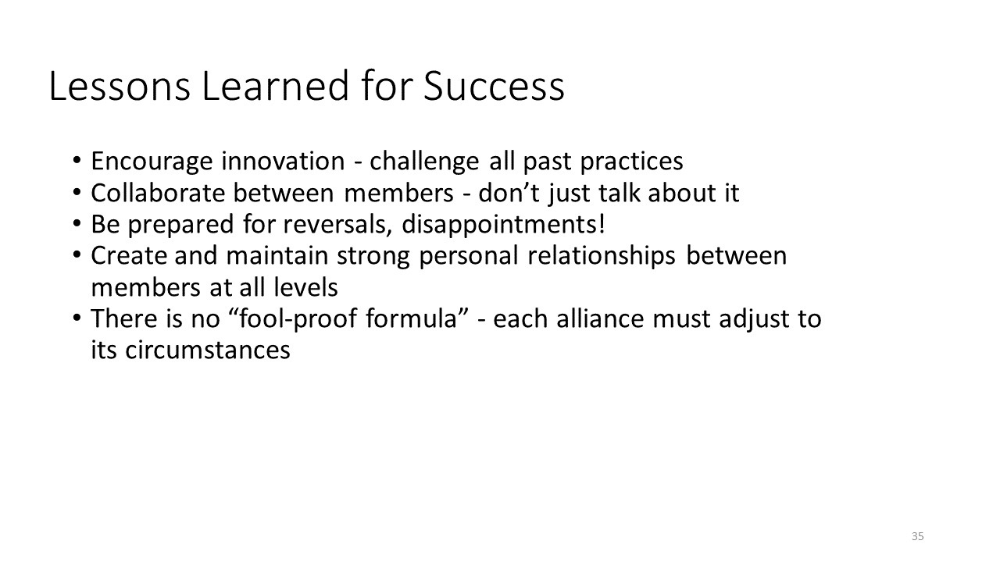 Lessons Learned for Success
• Encourage innovation - challenge all past practices
• Collaborate between members - don’t just talk about it
• Be prepared for reversals, disappointments!
• Create and maintain strong personal relationships between
members at all levels
• There is no “fool-proof formula” - each alliance must adjust to
its circumstances
35